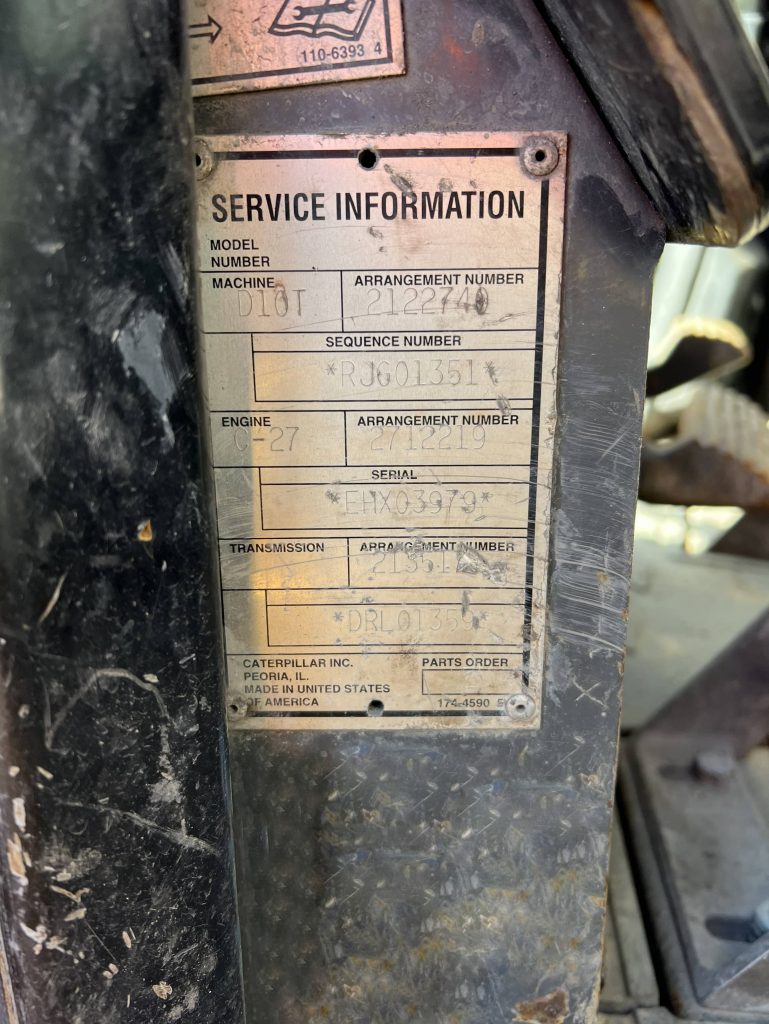 110-6393 4
SERVICE INFORMATION
MODEL
NUMBER
MACHINE ARRANGEMENT NUMBER
D10T 2122740
SEQUENCE NUMBER
*RJG01351*
ENGINE ARRANGEMENT NUMBER
C-27 2712219
SERIAL
*EHX03979*
TRANSMISSION ARRANGEMENT NUMBER
*DRL01359*
CATERPILLAR INC. PARTS ORDER
PEORIA, IL.
MADE IN UNITED STATES
OF AMERICA 174-4590 5